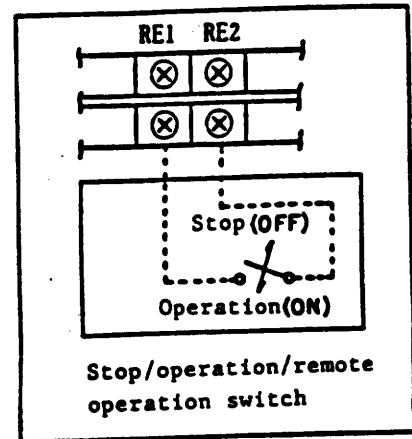 RE1 RE2
Stop(OFF)
Operation(ON)
Stop/operation/remote
operation switch